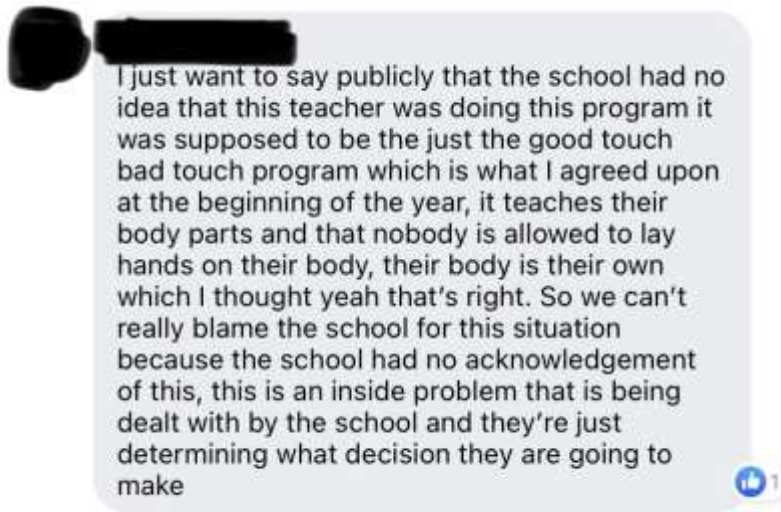 I just want to say publicly that the school had no
idea that this teacher was doing this program it
was supposed to be the just the good touch
bad touch program which is what I agreed upon
at the beginning of the year, it teaches their
body parts and that nobody is allowed to lay
hands on their body, their body is their own
which I thought yeah that's right. So we can't
really blame the school for this situation
because the school had no acknowledgement
of this, this is an inside problem that is being
dealt with by the school and they're just
determining what decision they are going to
make
1